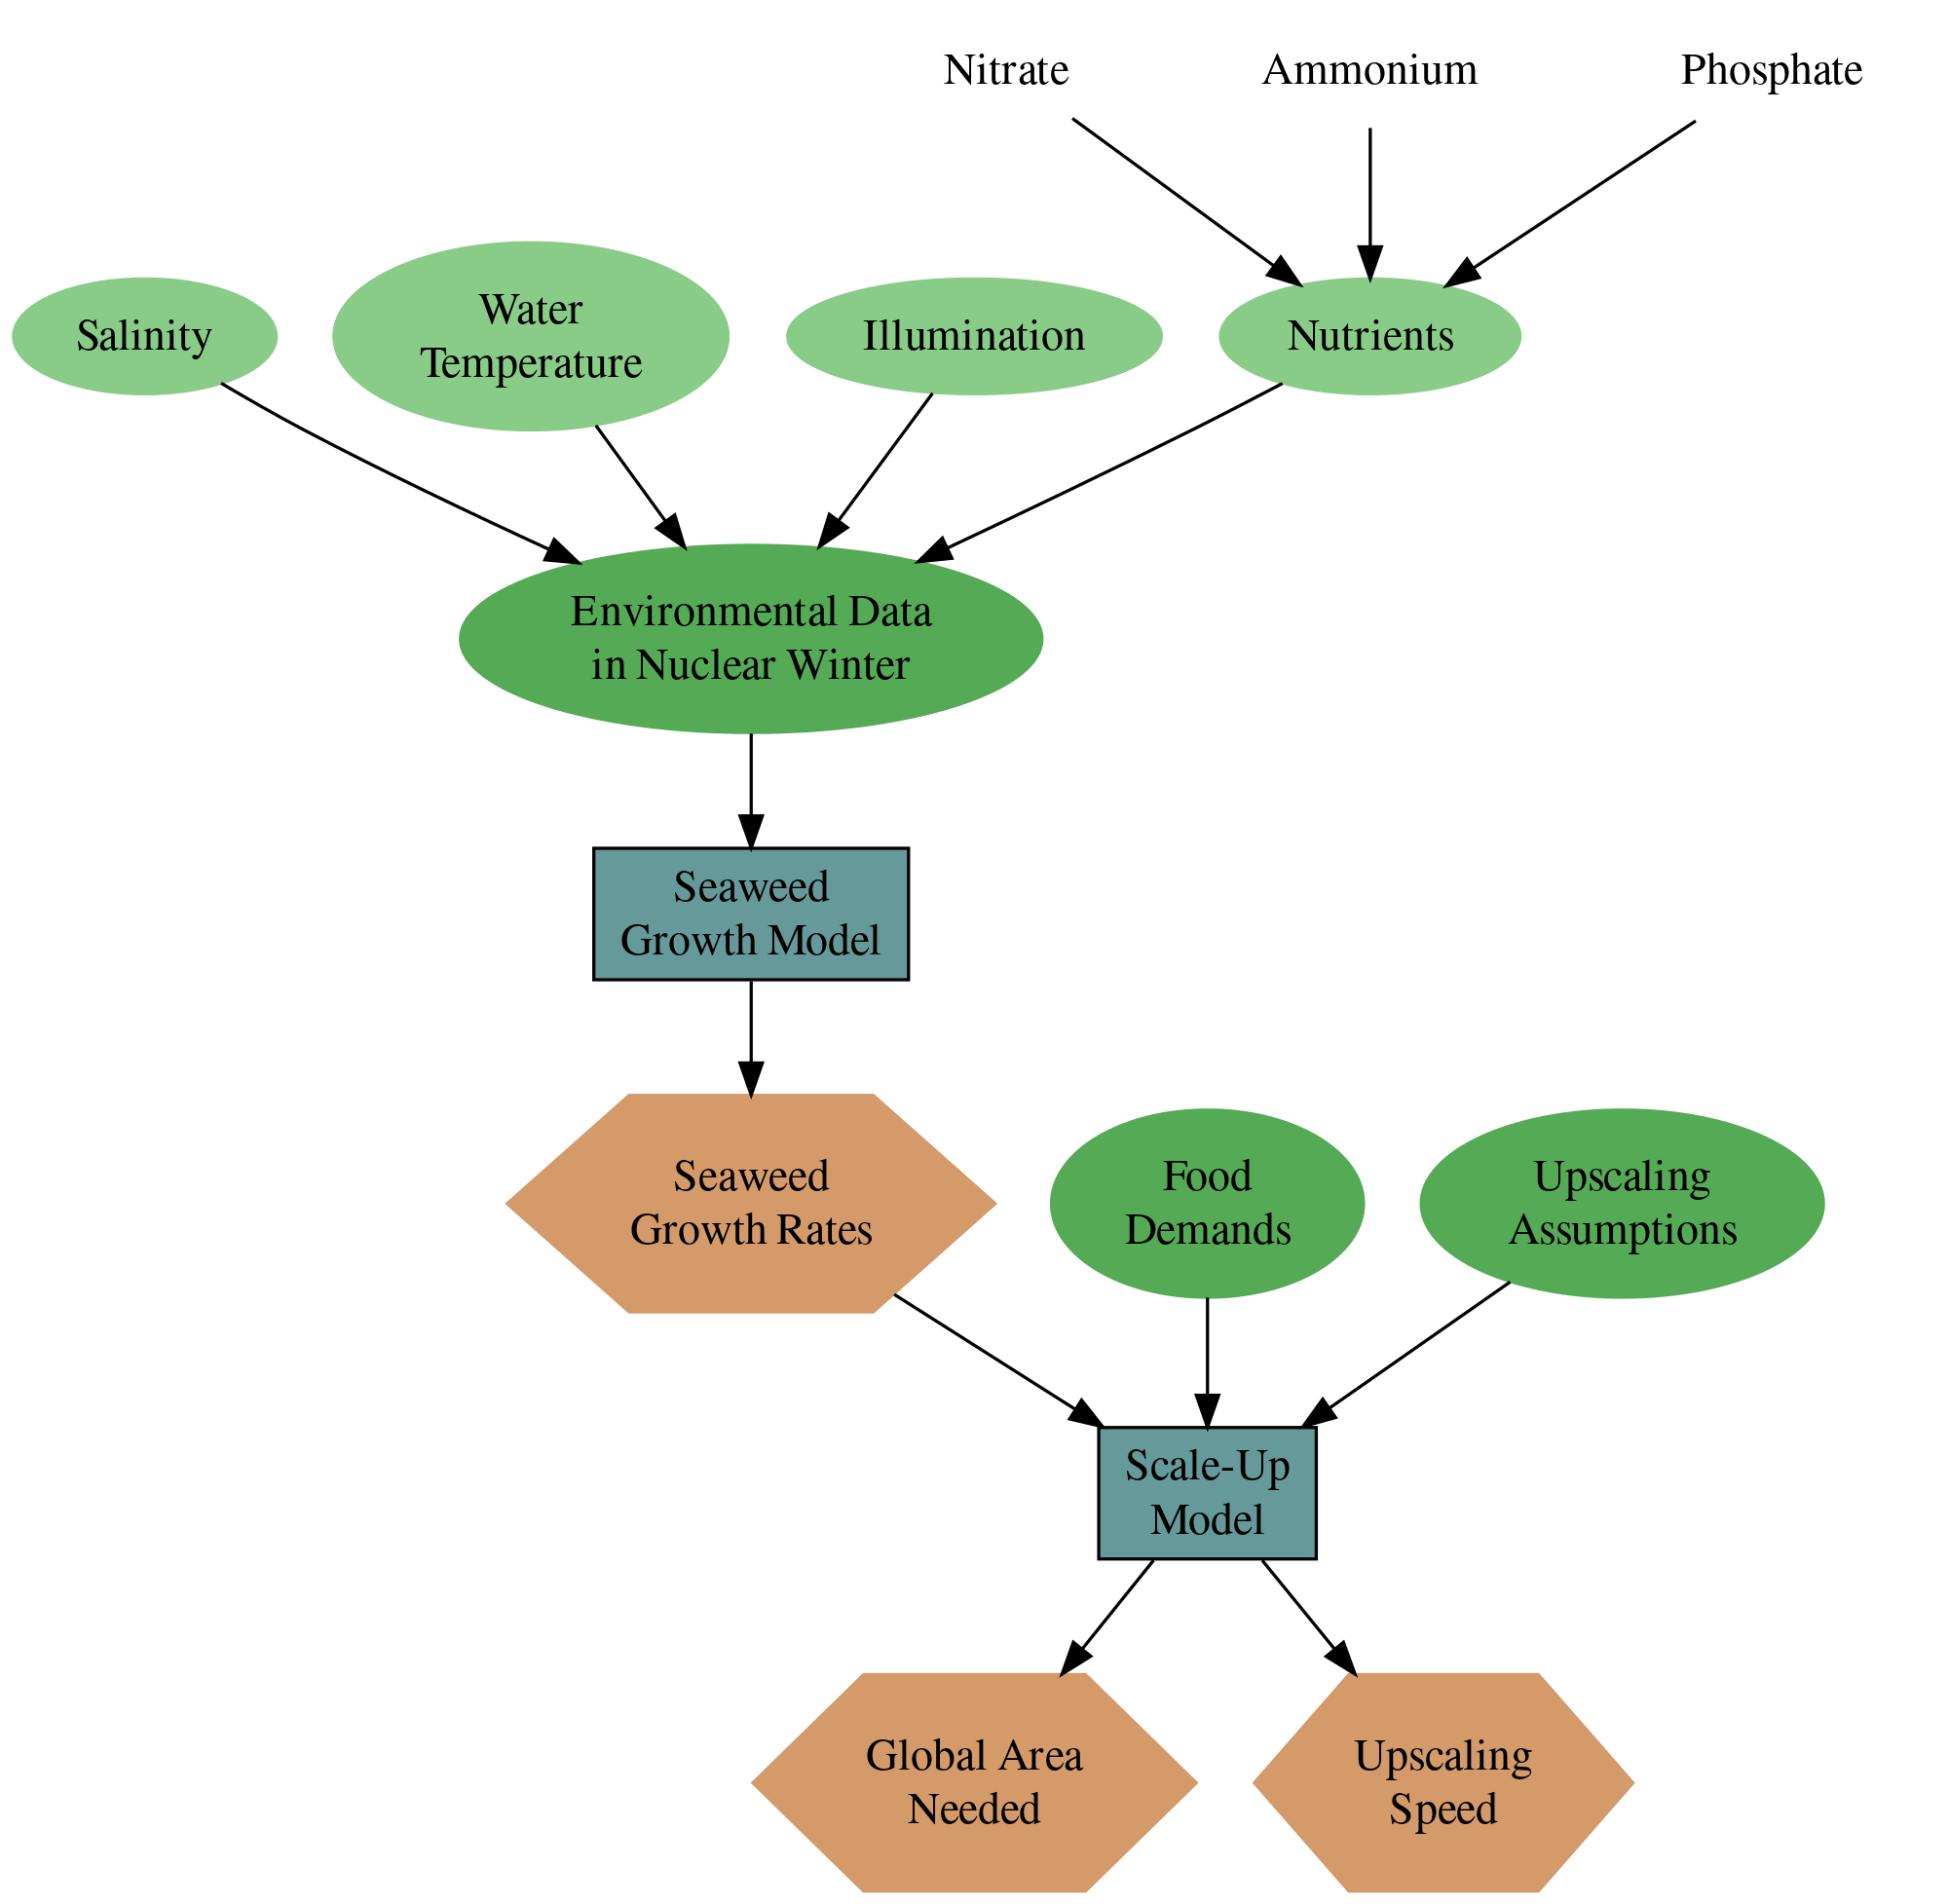 Nitrate
Ammonium
Phosphate
Salinity
Water
Temperature
Illumination
Nutrients
Environmental Data
in Nuclear Winter
Seaweed
Growth Model
Seaweed
Growth Rates
Food
Demands
Upscaling
Assumptions
Scale-Up
Model
Global Area
Needed
Upscaling
Speed